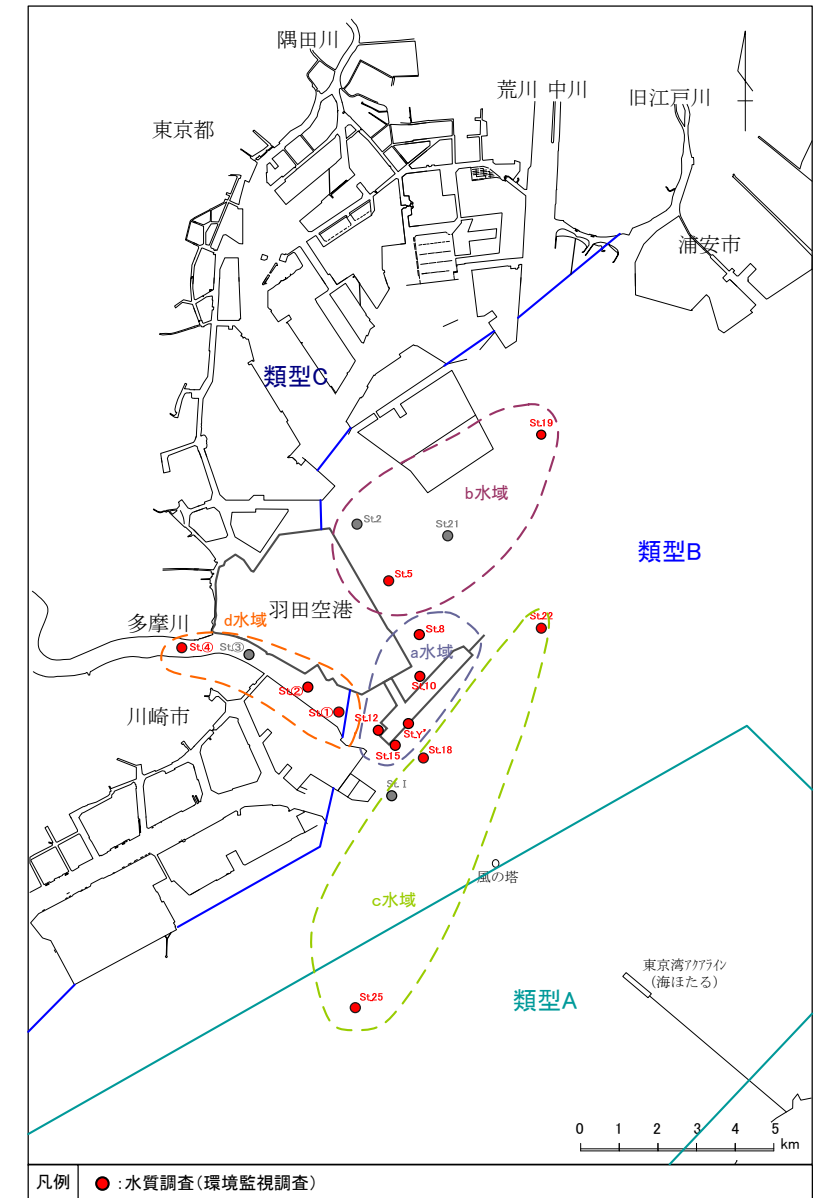 隅田川
荒川 中川
旧江戸川
東京都
浦安市
類型C
St.19
b水域
St.2
St.21
類型B
St.5
羽田空港
多摩川
d水域
St.22
St.8
a水域
St.④
St.③
St.10
St.②
川崎市
St.①
St.12
St.Y'
St.15
St.18
St.I
風の塔
c水域
東京湾アクアライン
(海ほたる)
St.25
類型A
0 1 2 3 4 5
km
凡例
:水質調査(環境監視調査)